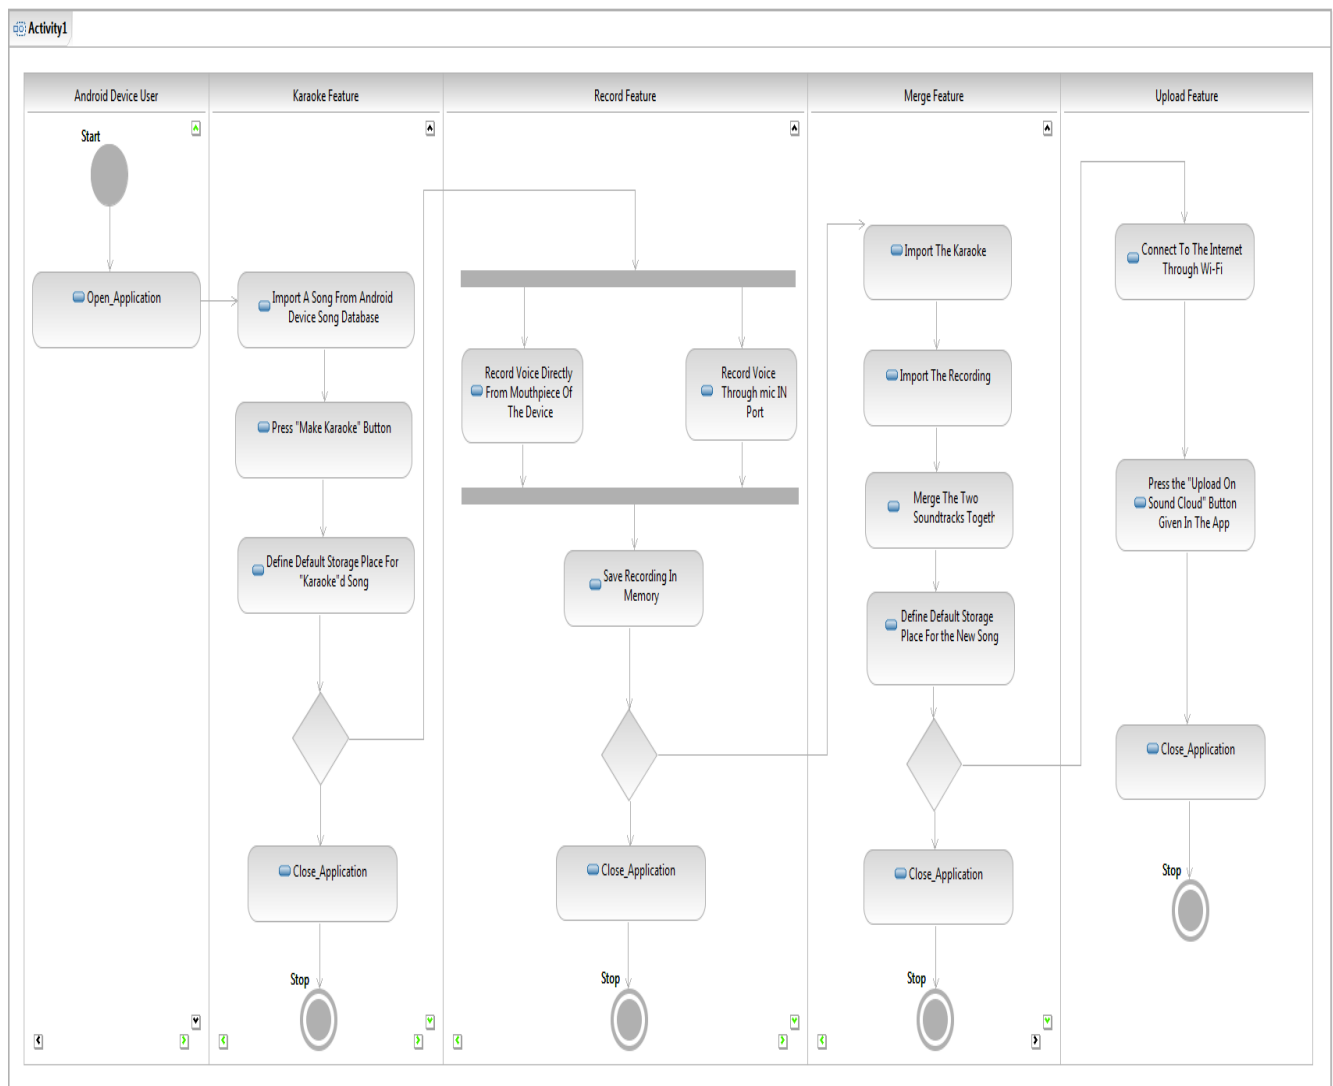 Activity1
Android Device User
Karaoke Feature
Record Feature
Merge Feature
Upload Feature
Start
Open_Application
Import A Song From Android
Device Song Database
Press "Make Karaoke" Button
Define Default Storage Place For
"Karaoke"d Song
Close_Application
Stop
Record Voice Directly
From Mouthpiece Of
The Device
Record Voice
Through mic IN
Port
Save Recording In
Memory
Close_Application
Stop
Import The Karaoke
Import The Recording
Merge The Two
Soundtracks Togeth
Define Default Storage
Place For the New Song
Close_Application
Stop
Connect To The Internet
Through Wi-Fi
Press the "Upload On
Sound Cloud" Button
Given In The App
Close_Application
Stop